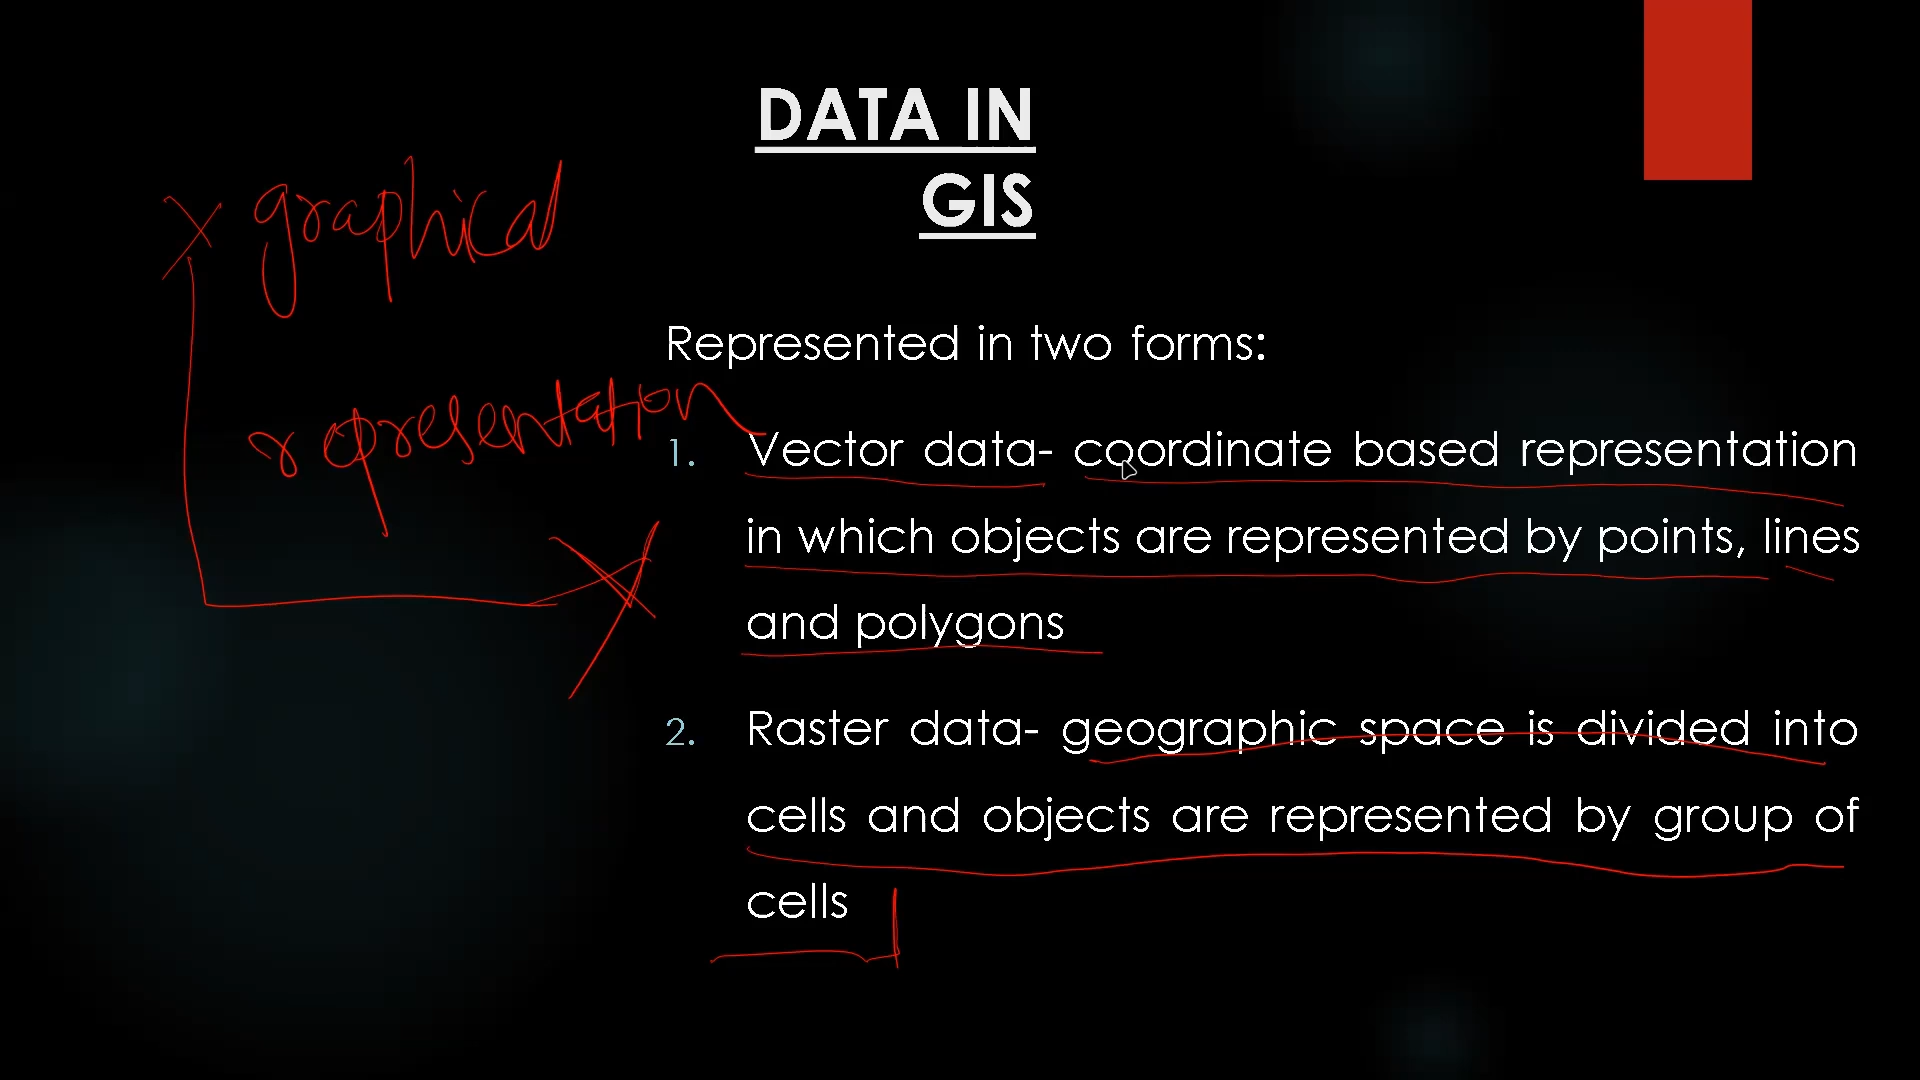 DATA IN
GIS
x graphical
representation
Represented in two forms:
1. Vector data- coordinate based representation
in which objects are represented by points, lines
and polygons
2. Raster data- geographic space is divided into
cells and objects are represented by group of
cells